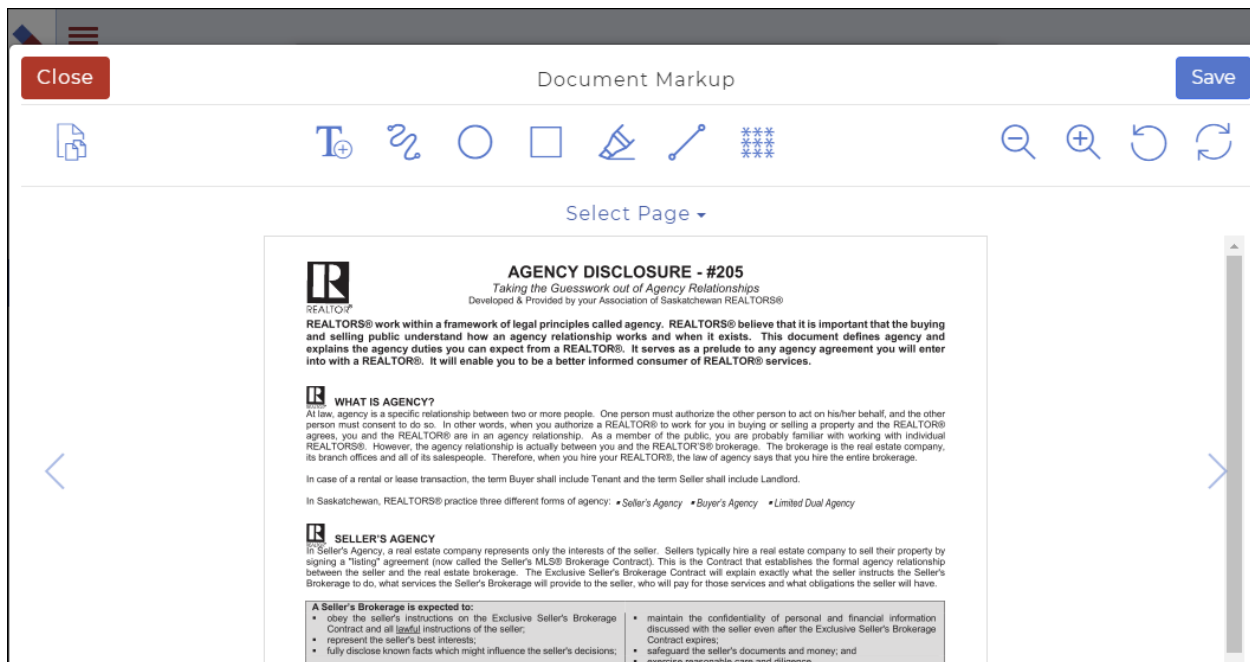 Close
Document Markup
Save
Select Page
AGENCY DISCLOSURE - #205
Taking the Guesswork out of Agency Relationships
Developed & Provided by your Association of Saskatchewan REALTORS®
REALTOR®
REALTORS® work within a framework of legal principles called agency. REALTORS® believe that it is important that the buying
and selling public understand how an agency relationship works and when it exists. This document defines agency and
explains the agency duties you can expect from a REALTOR®. It serves as a prelude to any agency agreement you will enter
into with a REALTOR®. It will enable you to be a better informed consumer of REALTOR® services.
WHAT IS AGENCY?
At law, agency is a specific relationship between two or more people. One person must authorize the other person to act on his/her behalf, and the other
person must consent to do so. In other words, when you authorize a REALTOR® to work for you in buying or selling a property and the REALTOR®
agrees, you and the REALTOR® are in an agency relationship. As a member of the public, you are probably familiar with working with individual
REALTORS®. However, the agency relationship is actually between you and the REALTOR'S® brokerage. The brokerage is the real estate company,
its branch offices and all of its salespeople. Therefore, when you hire your REALTOR®, the law of agency says that you hire the entire brokerage.
In case of a rental or lease transaction, the term Buyer shall include Tenant and the term Seller shall include Landlord.
In Saskatchewan, REALTORS® practice three different forms of agency: ▪ Seller's Agency ▪ Buyer's Agency ▪ Limited Dual Agency
SELLER'S AGENCY
In Seller's Agency, a real estate company represents only the interests of the seller. Sellers typically hire a real estate company to sell their property by
signing a "listing" agreement (now called the Seller's MLS® Brokerage Contract). This is the Contract that establishes the formal agency relationship
between the seller and the real estate brokerage. The Exclusive Seller's Brokerage Contract will explain exactly what the seller instructs the Seller's
Brokerage to do, what services the Seller's Brokerage will provide to the seller, who will pay for those services and what obligations the seller will have.
A Seller's Brokerage is expected to:
▪ obey the seller's instructions on the Exclusive Seller's Brokerage
Contract and all lawful instructions of the seller;
▪ represent the seller's best interests;
▪ fully disclose known facts which might influence the seller's decisions;
▪ maintain the confidentiality of personal and financial information
discussed with the seller even after the Exclusive Seller's Brokerage
Contract expires;
▪ safeguard the seller's documents and money; and
▪ exercise reasonable care and diligence